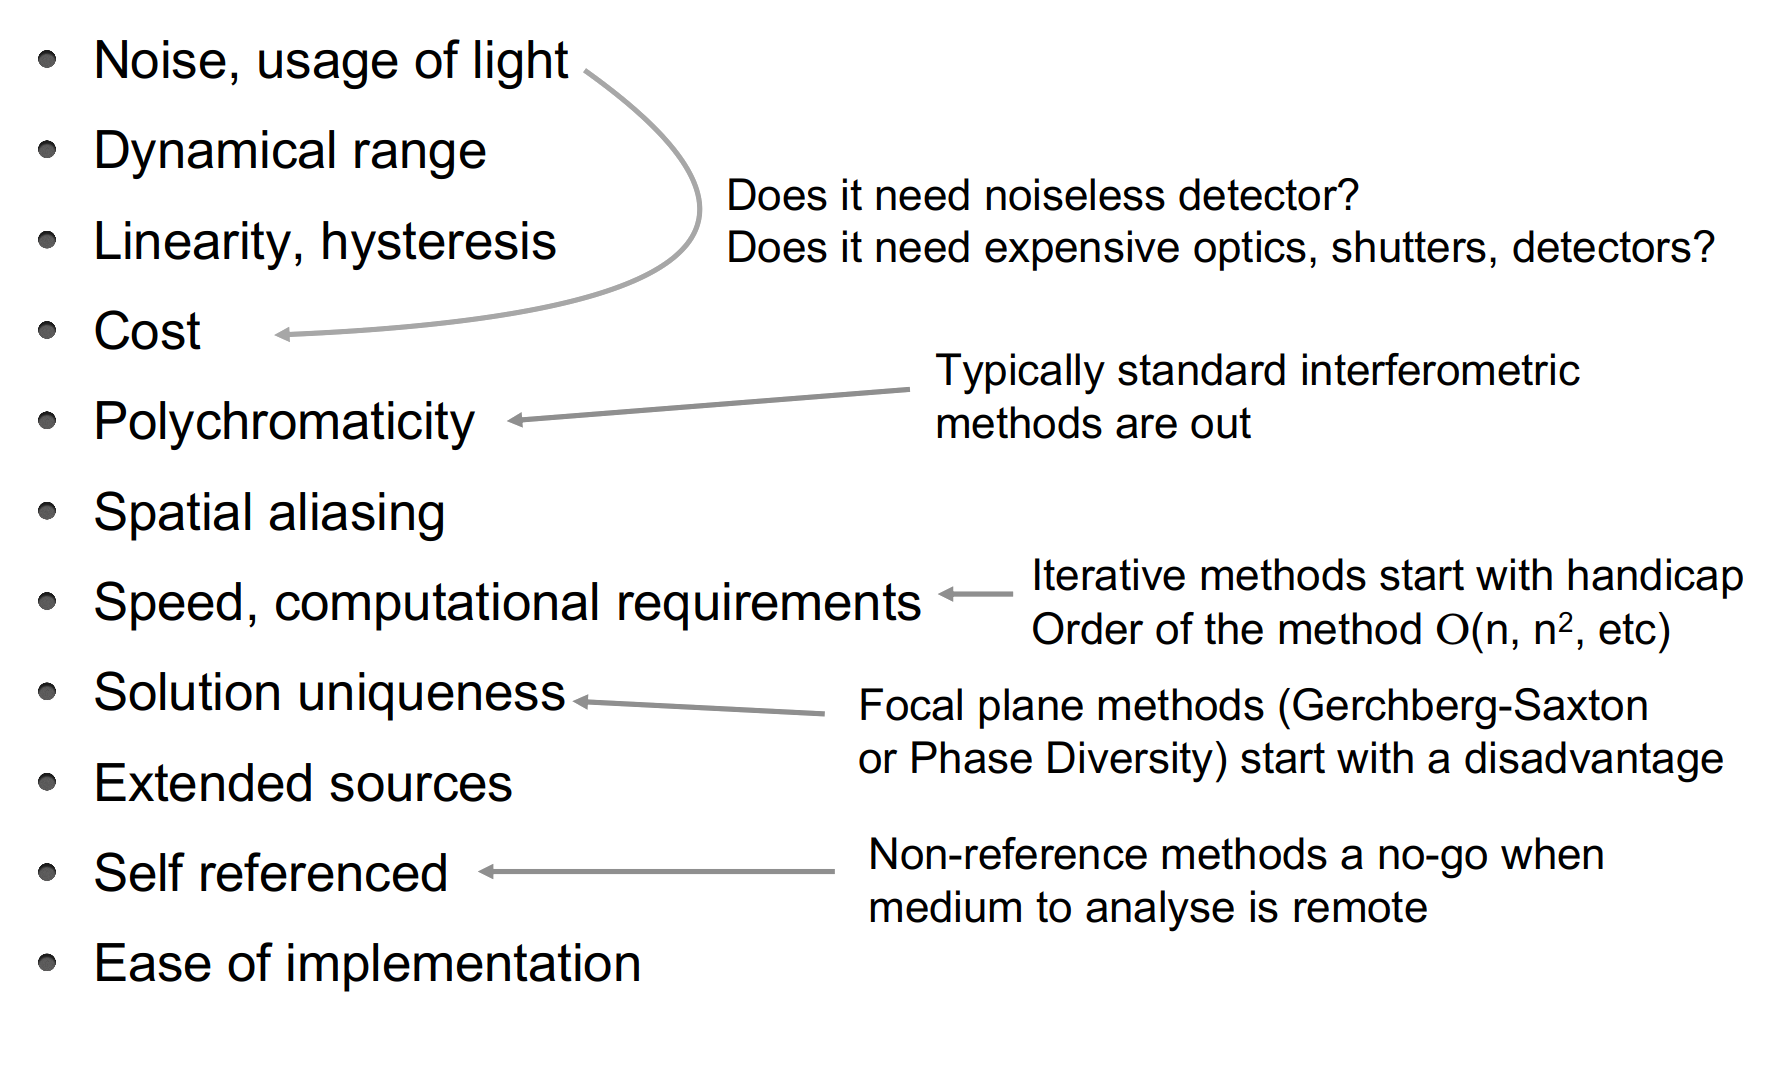 Noise, usage of light
Dynamical range
Does it need noiseless detector?
Linearity, hysteresis
Does it need expensive optics, shutters, detectors?
Cost
Typically standard interferometric
methods are out
Polychromaticity
Spatial aliasing
Speed, computational requirements
Iterative methods start with handicap
Order of the method O(n, n², etc)
Solution uniqueness
Focal plane methods (Gerchberg-Saxton
or Phase Diversity) start with a disadvantage
Extended sources
Self referenced
Non-reference methods a no-go when
medium to analyse is remote
Ease of implementation